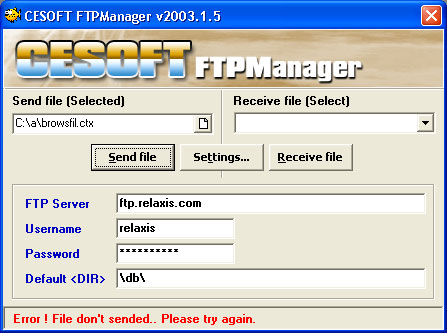 CESOFT FTPManager v2003.1.5
CESOFT FTPManager
Send file (Selected)
Receive file (Select)
C:\a\browsfil.ctx
Send file
Settings...
Receive file
FTP Server
ftp.relaxis.com
Username
relaxis
Password
**********
Default <DIR>
\db\
Error ! File don't sended.. Please try again.